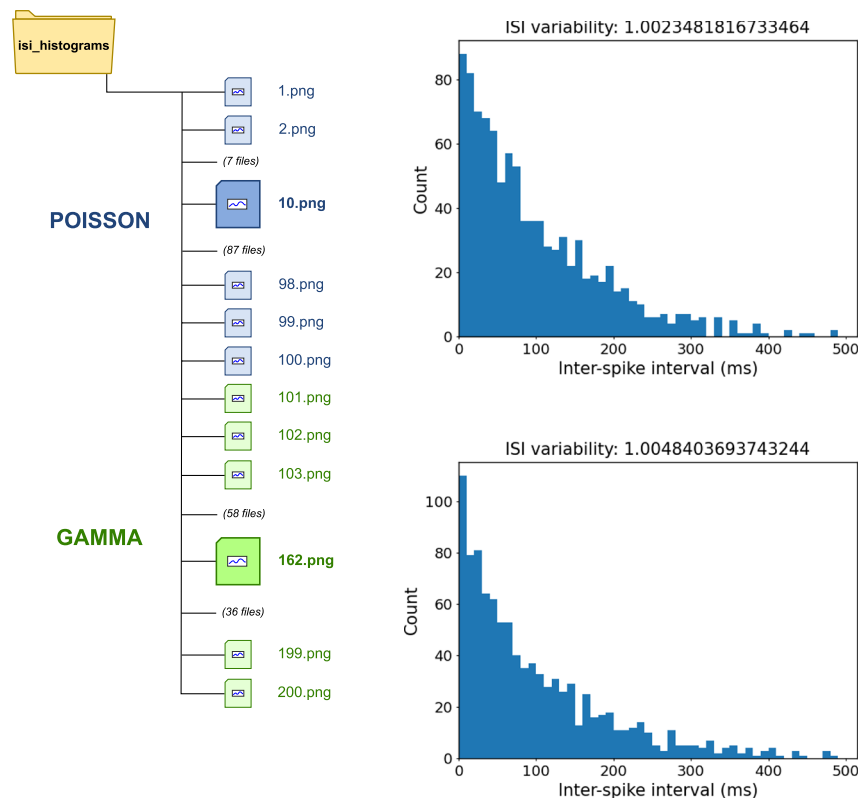 isi_histograms
1.png
2.png
(7 files)
10.png
POISSON
(87 files)
98.png
99.png
100.png
101.png
102.png
103.png
(58 files)
GAMMA
162.png
(36 files)
199.png
200.png
ISI variability: 1.0023481816733464
80
60
40
20
0
Count
0 100 200 300 400 500
Inter-spike interval (ms)
ISI variability: 1.0048403693743244
100
80
60
40
20
0
Count
0 100 200 300 400 500
Inter-spike interval (ms)